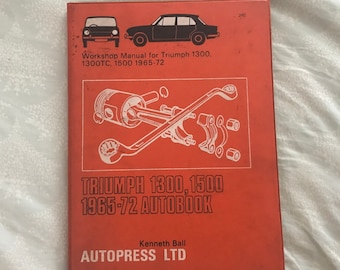 Workshop Manual for Triumph 1300
1300TC, 1500 1965-72
TRIUMPH 1300, 1500
1965-72 AUTOBOOK
Kenneth Ball
AUTOPRESS LTD